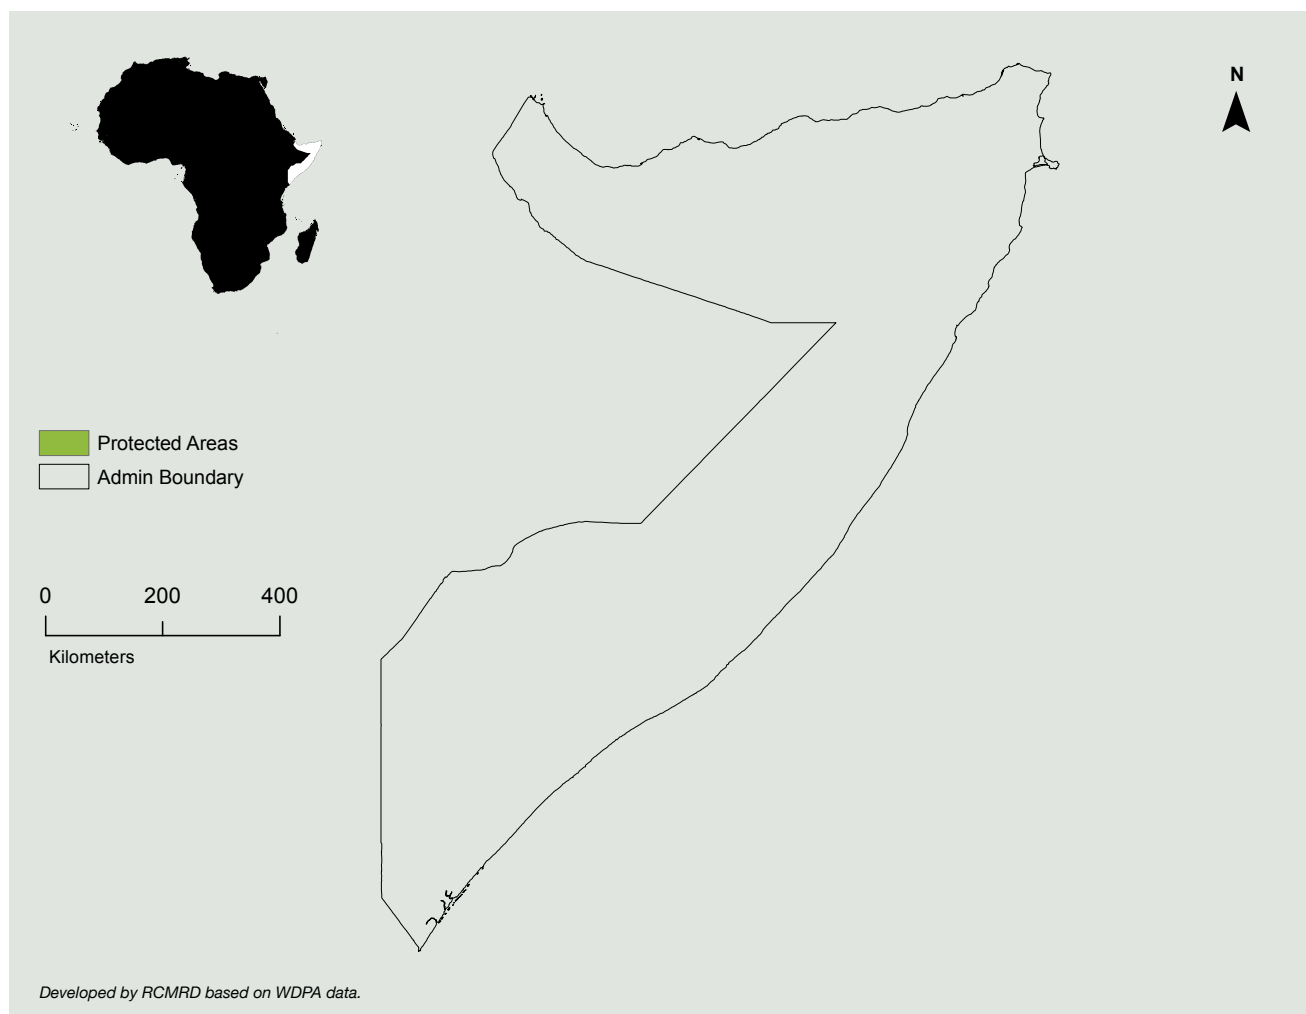 N
Protected Areas
Admin Boundary
0 200 400
Kilometers
Developed by RCMRD based on WDPA data.